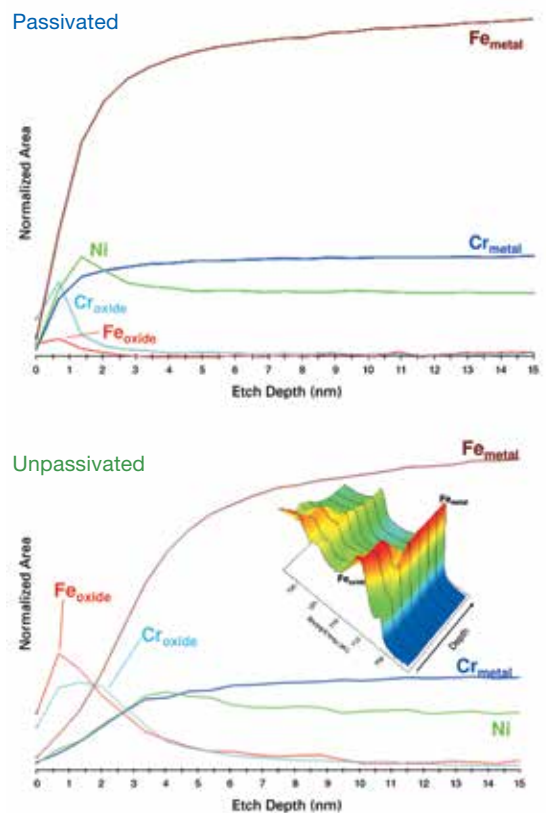 Passivated
Fe metal
Normalized Area
Ni
Cr metal
Cr oxide
Fe oxide
0 1 2 3 4 5 6 7 8 9 10 11 12 13 14 15
Etch Depth (nm)
Unpassivated
Fe metal
Fe metal
Fe oxide
Cr oxide
Normalized Area
Depth
Cr metal
Ni
0 1 2 3 4 5 6 7 8 9 10 11 12 13 14 15
Etch Depth (nm)